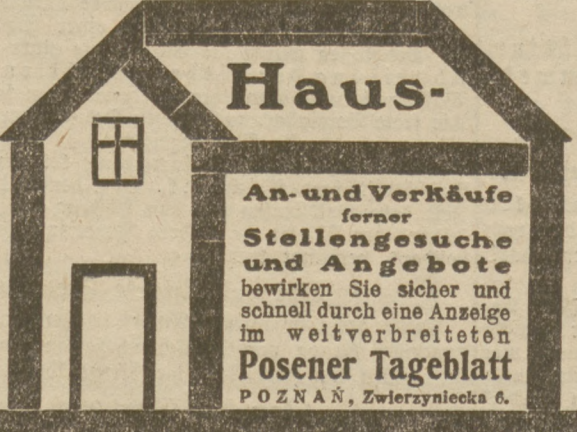 Haus-
An- und Verkäufe
ferner
Stellengesuche
und Angebote
bewirken Sie sicher und
schnell durch eine Anzeige
im weitverbreiteten
Posener Tageblatt
POZNAŃ, Zwierzyniecka 6.